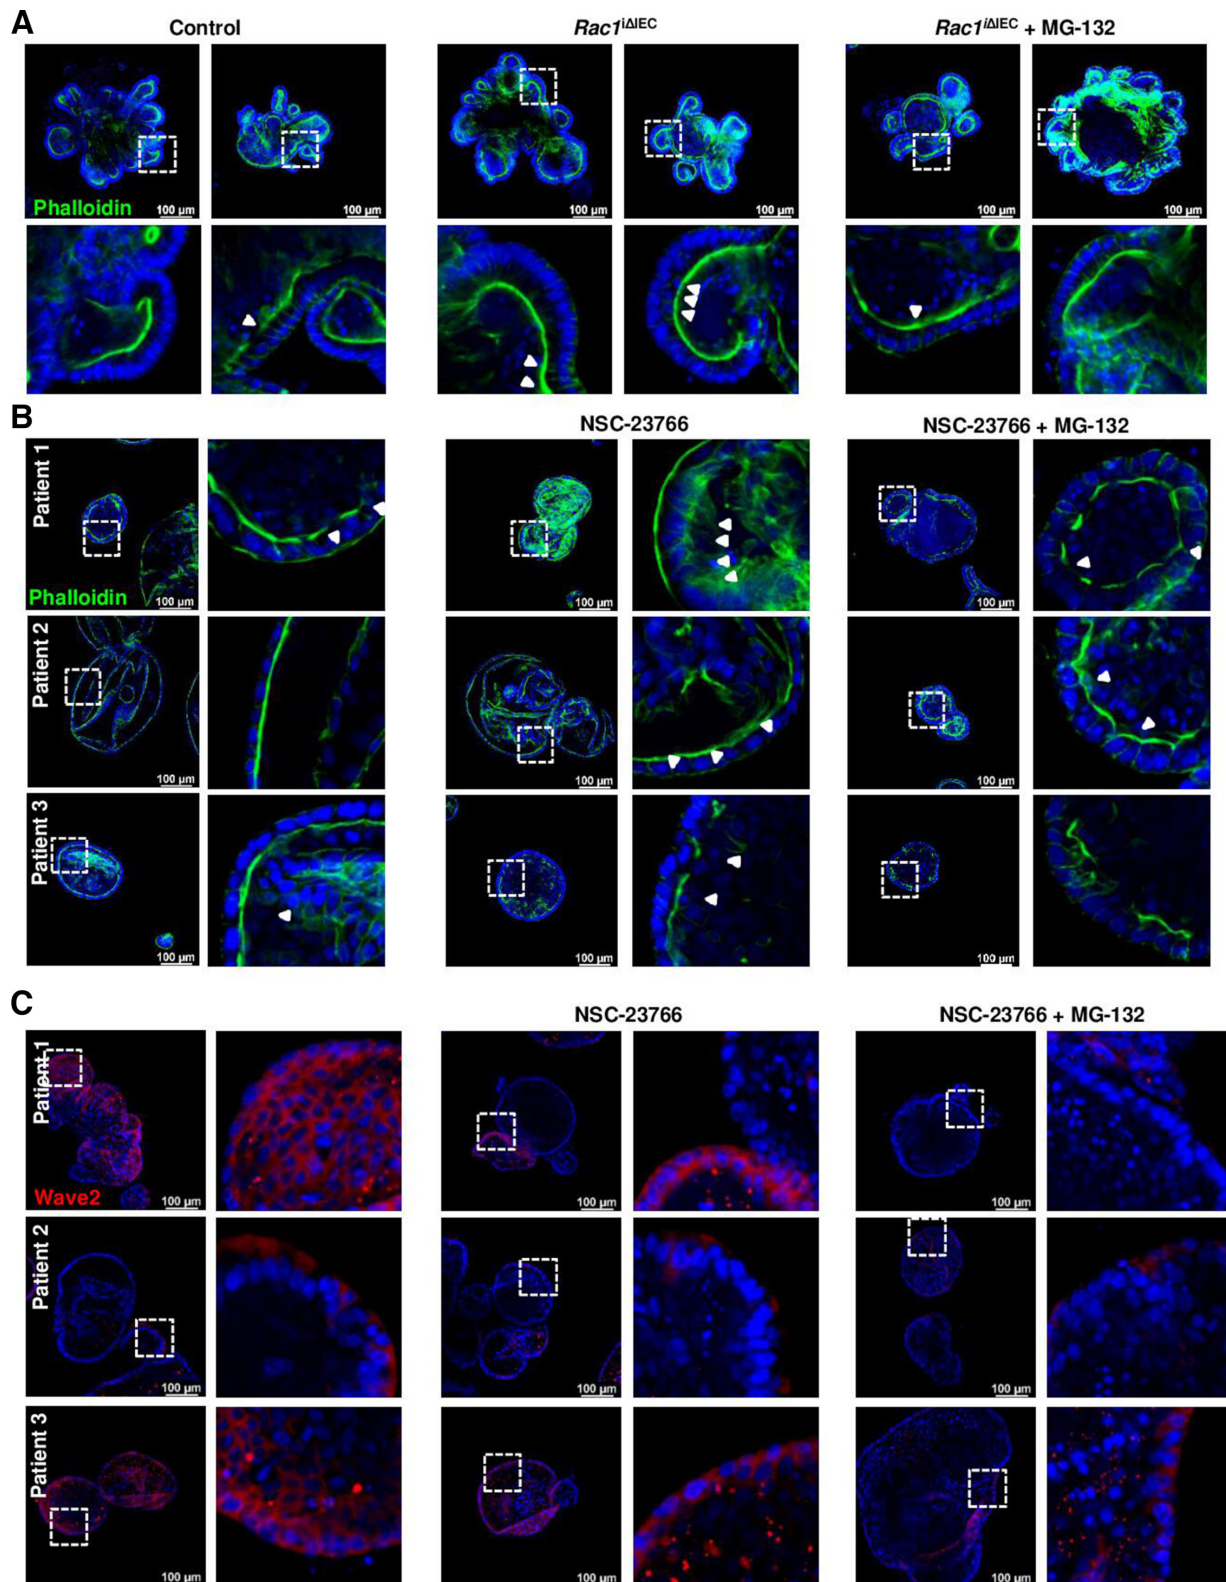 A
Control
Rac1iΔIEC
Rac1iΔIEC + MG-132
Phalloidin
100 µm
100 µm
100 µm
100 µm
100 µm
100 µm
B
NSC-23766
NSC-23766 + MG-132
Patient 1
Phalloidin
100 µm
100 µm
100 µm
Patient 2
100 µm
100 µm
100 µm
Patient 3
100 µm
100 µm
100 µm
C
NSC-23766
NSC-23766 + MG-132
Patient 1
Wave2
100 µm
100 µm
100 µm
Patient 2
100 µm
100 µm
100 µm
Patient 3
100 µm
100 µm
100 µm